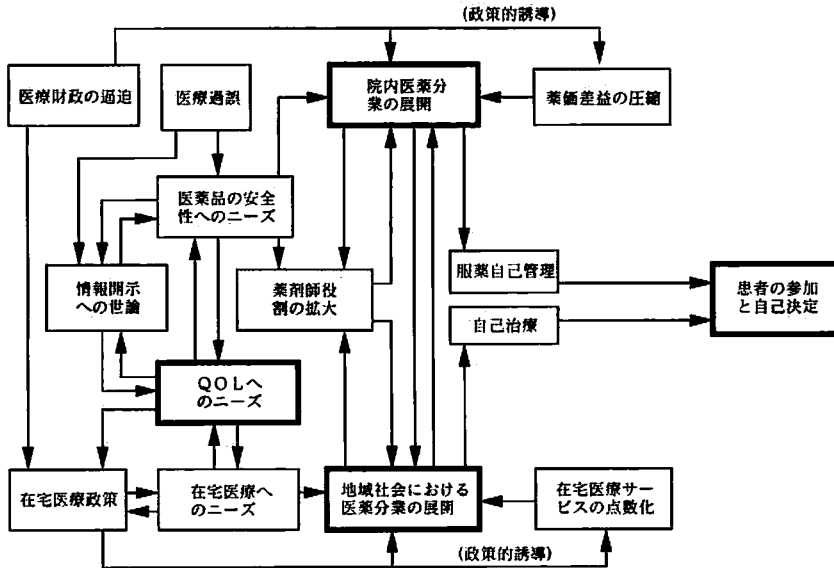 (政策的誘導)
医療財政の逼迫
医療過誤
院内医薬分
業の展開
薬価差益の圧縮
医薬品の安全
性へのニーズ
情報開示
への世論
薬剤師役
割の拡大
服薬自己管理
自己治療
患者の参加
と自己決定
QOLへ
のニーズ
在宅医療政策
在宅医療へ
のニーズ
地域社会における
医薬分業の展開
在宅医療サー
ビスの点数化
(政策的誘導)